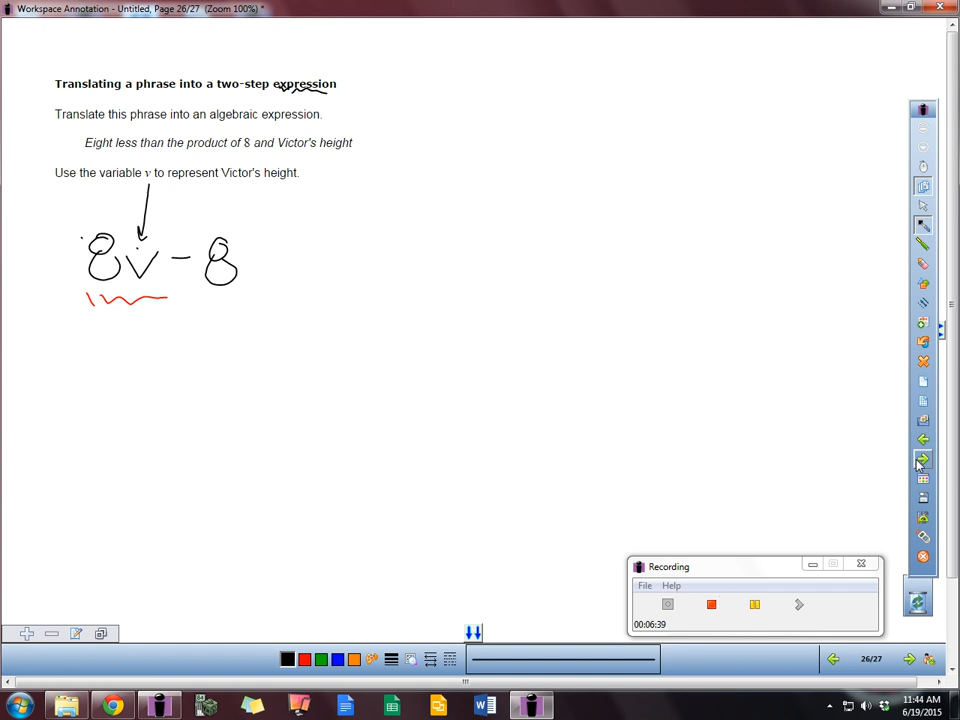 Workspace Annotation - Untitled, Page 26/27 (Zoom 100%) *
Translating a phrase into a two-step expression
Translate this phrase into an algebraic expression.
Eight less than the product of 8 and Victor's height
Use the variable v to represent Victor's height.
8v - 8
Recording
File Help
00:06:39
26/27
11:44 AM
6/19/2015